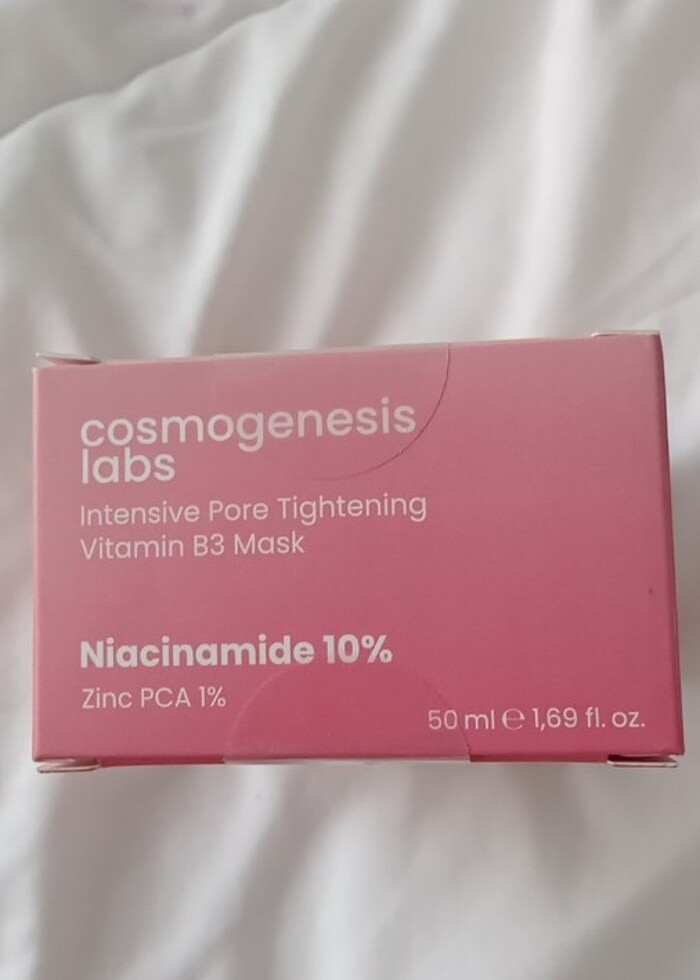 cosmogenesis
labs
Intensive Pore Tightening
Vitamin B3 Mask
Niacinamide 10%
Zinc PCA 1%
50 ml ℮ 1,69 fl. oz.